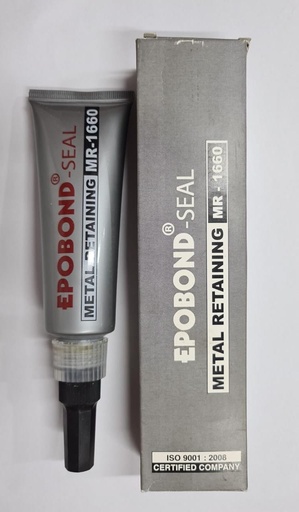 EPOBOND®-SEAL
METAL RETAINING MR-1660
EPOBOND®-SEAL
METAL RETAINING MR - 1660
ISO 9001 : 2008
CERTIFIED COMPANY